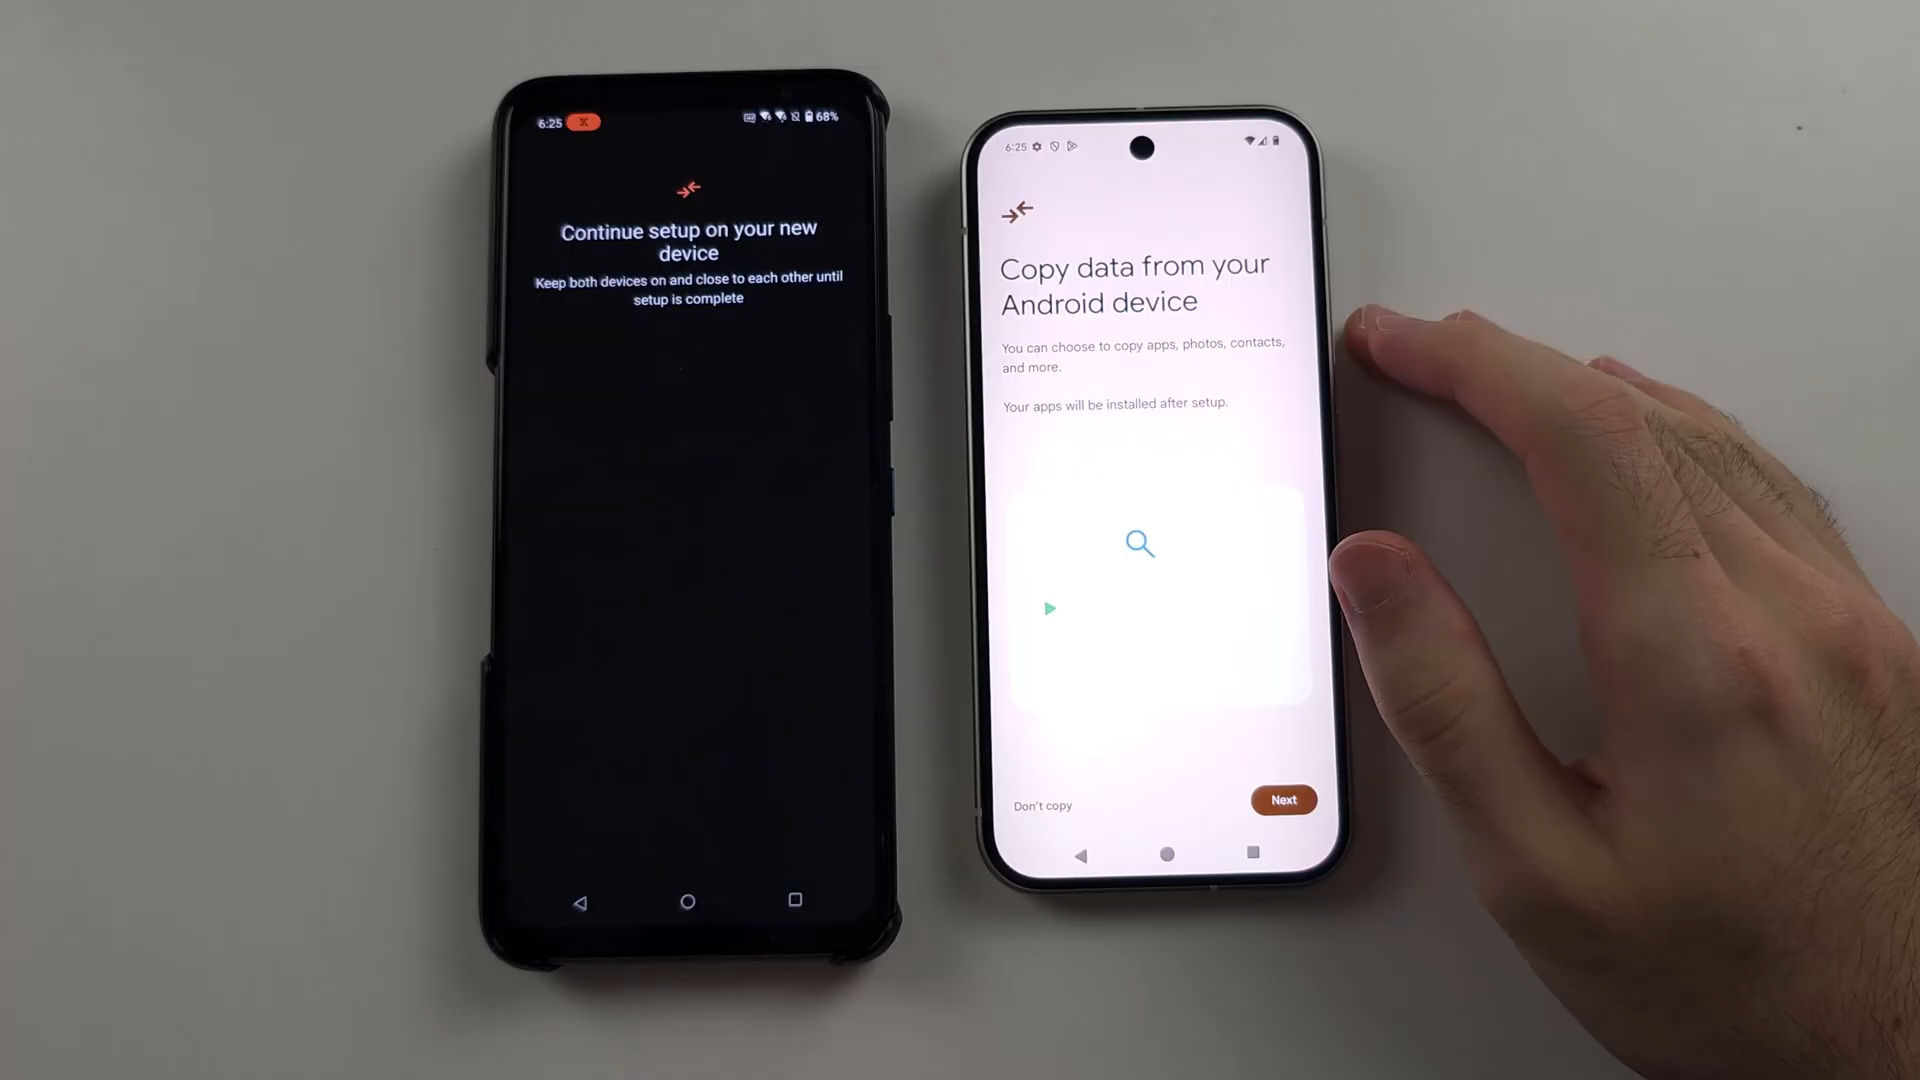 6:25
68%
Continue setup on your new
device
Keep both devices on and close to each other until
setup is complete
6:25
Copy data from your
Android device
You can choose to copy apps, photos, contacts,
and more.
Your apps will be installed after setup.
Don't copy
Next